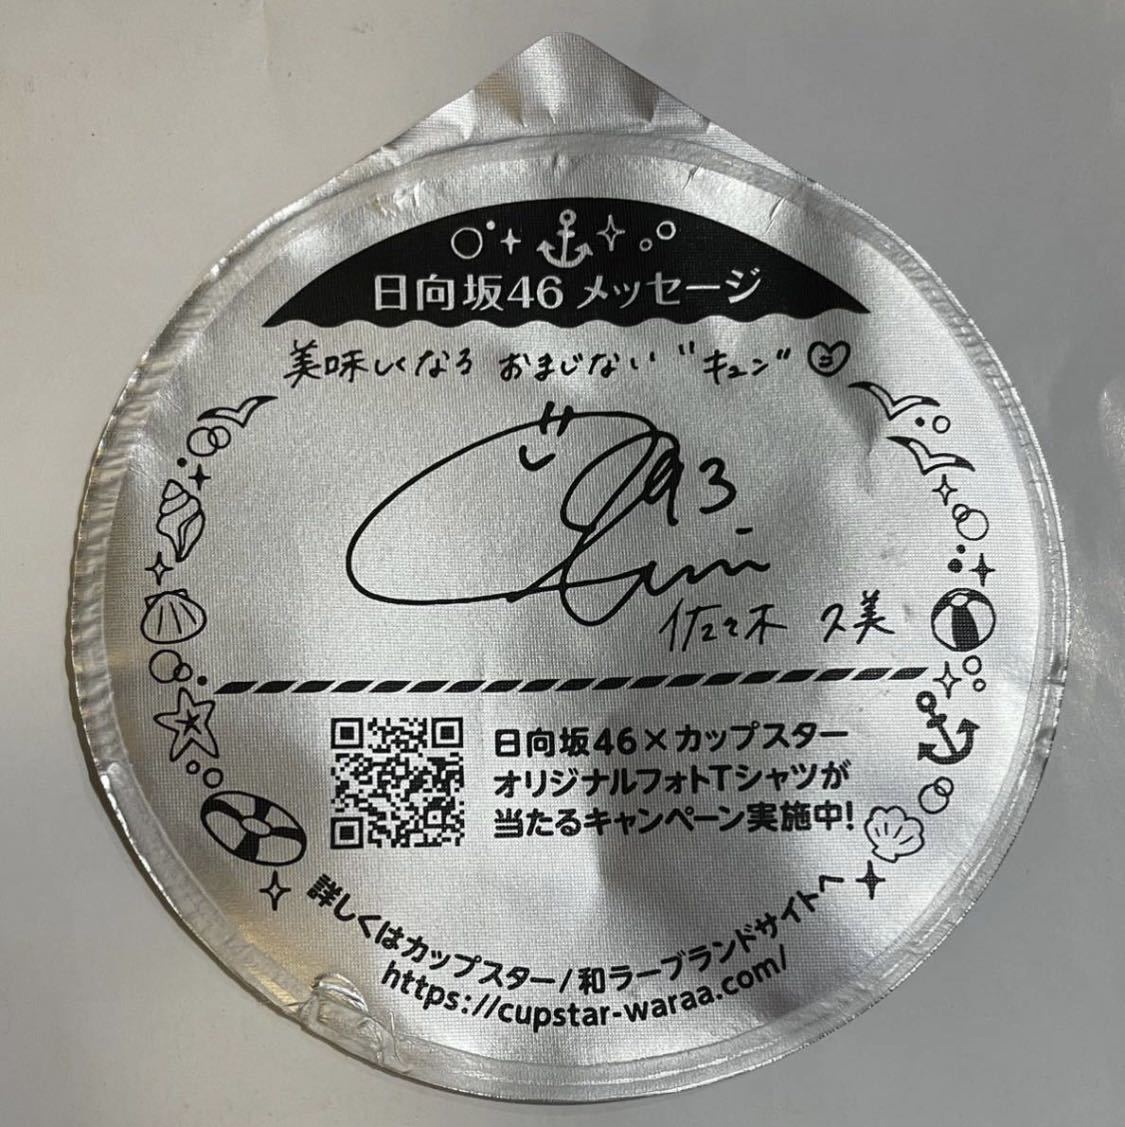 日向坂46 メッセージ
美味しくなろ おまじない "キュン"
93
佐々木 久美
日向坂46×カップスター
オリジナルフォトTシャツが
当たるキャンペーン実施中!
詳しくはカップスター/和ラーブランドサイトへ
https://cupstar-waraa.com/